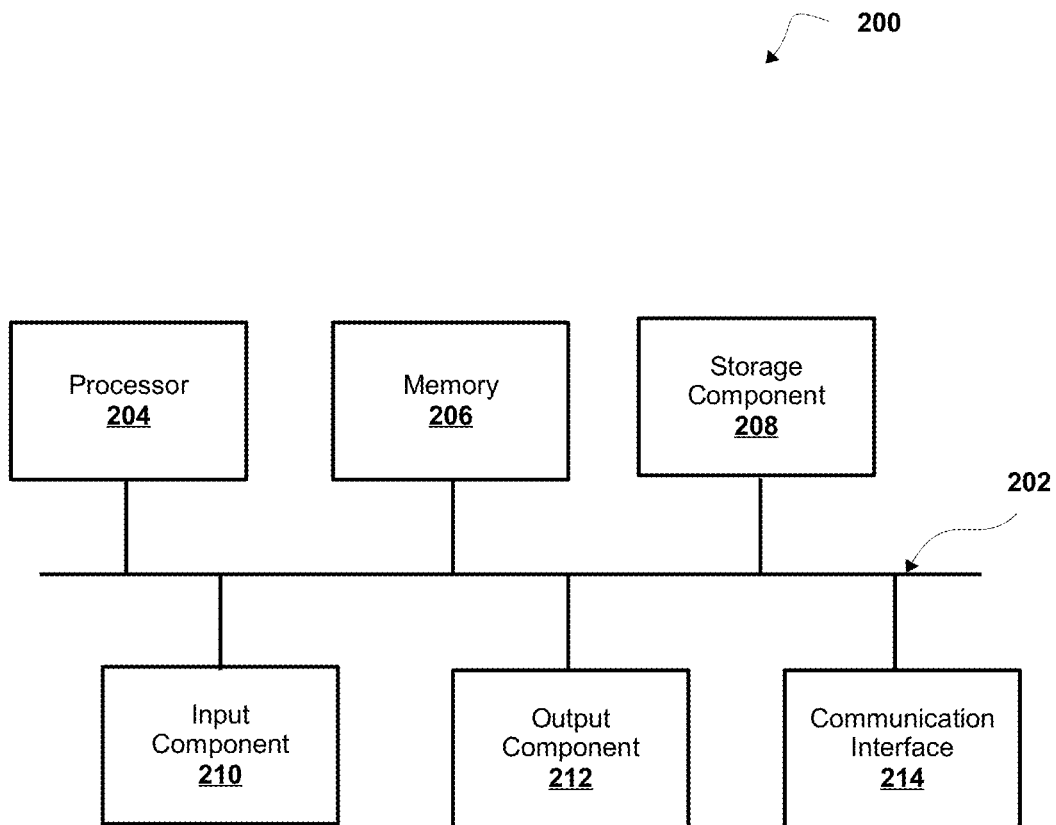 200
Processor
204
Memory
206
Storage
Component
208
202
Input
Component
210
Output
Component
212
Communication
Interface
214